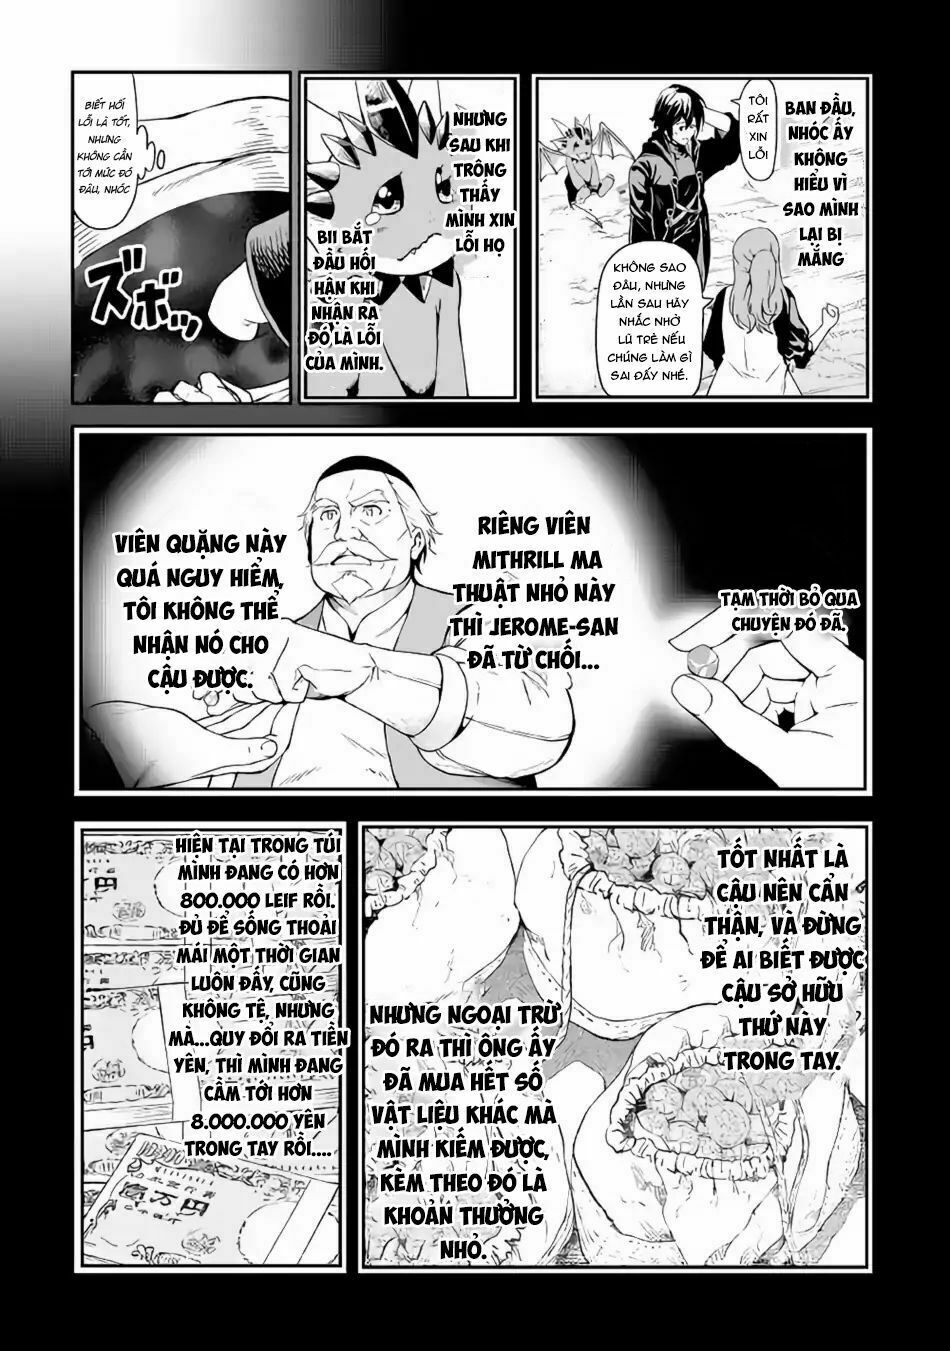 BAN ĐẦU,
NHÓC ẤY
KHÔNG
HIỂU VÌ
SAO MÌNH
LẠI BỊ
MẮNG
TÔI
RẤT
XIN
LỖI
KHÔNG SAO
ĐÂU, NHƯNG
LẦN SAU HÃY
NHẮC NHỞ
LŨ TRẺ NẾU
CHÚNG LÀM GÌ
SAI ĐẤY NHÉ.
NHƯNG
SAU KHI
TRÔNG
THẤY
MÌNH XIN
LỖI HỌ
BII BẮT
ĐẦU HỐI
HẬN KHI
NHẬN RA
ĐÓ LÀ LỖI
CỦA MÌNH.
BIẾT HỐI
LỖI LÀ TỐT,
NHƯNG
KHÔNG CẦN
TỚI MỨC ĐÓ
ĐÂU, NHÓC
ズボッ
TẠM THỜI BỎ QUA
CHUYỆN ĐÓ ĐÃ.
RIÊNG VIÊN
MITHRILL MA
THUẬT NHỎ NÀY
THÌ JEROME-SAN
ĐÃ TỪ CHỐI...
VIÊN QUẶNG NÀY
QUÁ NGUY HIỂM,
TÔI KHÔNG THỂ
NHẬN NÓ CHO
CẬU ĐƯỢC.
TỐT NHẤT LÀ
CẬU NÊN CẨN
THẬN, VÀ ĐỪNG
ĐỂ AI BIẾT ĐƯỢC
CẬU SỞ HỮU
THỨ NÀY
TRONG TAY.
NHƯNG NGOẠI TRỪ
ĐÓ RA THÌ ÔNG ẤY
ĐÃ MUA HẾT SỐ
VẬT LIỆU KHÁC MÀ
MÌNH KIẾM ĐƯỢC,
KÈM THEO ĐÓ LÀ
KHOẢN THƯỞNG
NHỎ.
HIỆN TẠI TRONG TÚI
MÌNH ĐANG CÓ HƠN
800.000 LEIF RỒI.
ĐỦ ĐỂ SỐNG THOẢI
MÁI MỘT THỜI GIAN
LUÔN ĐẤY, CŨNG
KHÔNG TỆ, NHƯNG
MÀ...QUY ĐỔI RA TIỀN
YÊN, THÌ MÌNH ĐANG
CẦM TỚI HƠN
8.000.000 YÊN
TRONG TAY RỒI....
円
壱万円